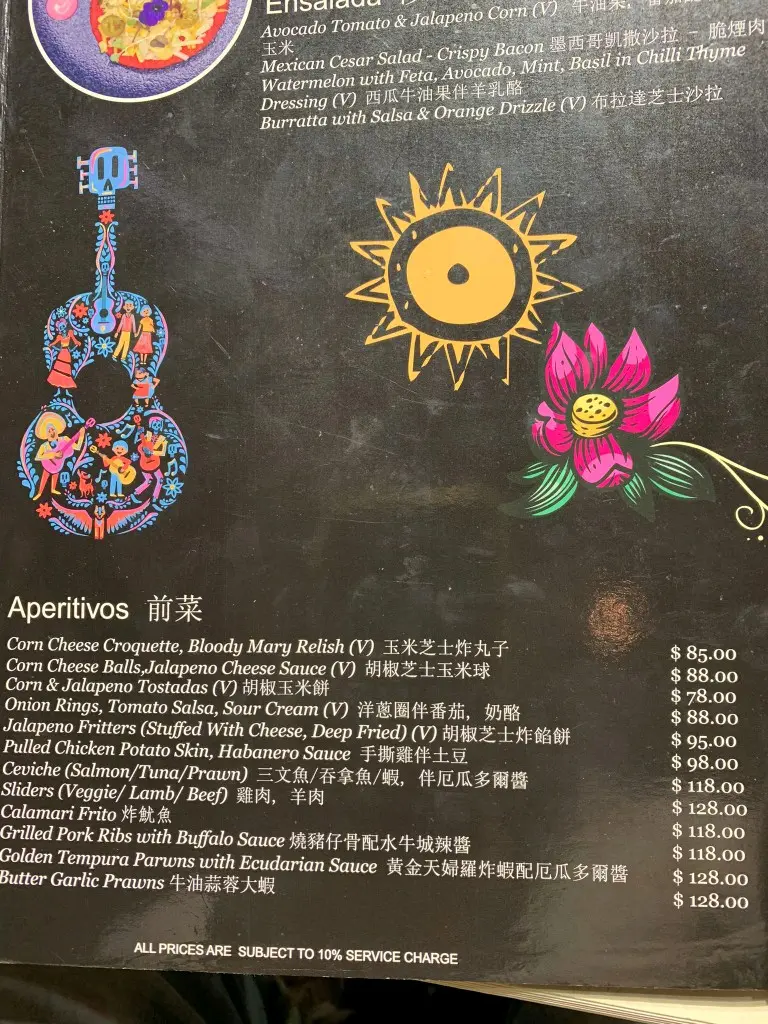 Ensalada
Avocado Tomato & Jalapeno Corn (V) 牛油果,
玉米
Mexican Cesar Salad - Crispy Bacon 墨西哥凱撒沙拉 - 脆煙肉
Watermelon with Feta, Avocado, Mint, Basil in Chilli Thyme
Dressing (V) 西瓜牛油果伴羊乳酪
Burratta with Salsa & Orange Drizzle (V) 布拉達芝士沙拉
Aperitivos 前菜
Corn Cheese Croquette, Bloody Mary Relish (V) 玉米芝士炸丸子 $ 85.00
Corn Cheese Balls,Jalapeno Cheese Sauce (V) 胡椒芝士玉米球 $ 88.00
Corn & Jalapeno Tostadas (V) 胡椒玉米餅 $ 78.00
Onion Rings, Tomato Salsa, Sour Cream (V) 洋蔥圈伴番茄, 奶酪 $ 88.00
Jalapeno Fritters (Stuffed With Cheese, Deep Fried) (V) 胡椒芝士炸餡餅 $ 95.00
Pulled Chicken Potato Skin, Habanero Sauce 手撕雞伴土豆 $ 98.00
Ceviche (Salmon/Tuna/Prawn) 三文魚/吞拿魚/蝦, 伴厄瓜多爾醬 $ 118.00
Sliders (Veggie/ Lamb/ Beef) 雞肉, 羊肉 $ 128.00
Calamari Frito 炸魷魚 $ 118.00
Grilled Pork Ribs with Buffalo Sauce 燒豬仔骨配水牛城辣醬 $ 118.00
Golden Tempura Parwns with Ecudarian Sauce 黃金天婦羅炸蝦配厄瓜多爾醬 $ 128.00
Butter Garlic Prawns 牛油蒜蓉大蝦 $ 128.00
ALL PRICES ARE SUBJECT TO 10% SERVICE CHARGE